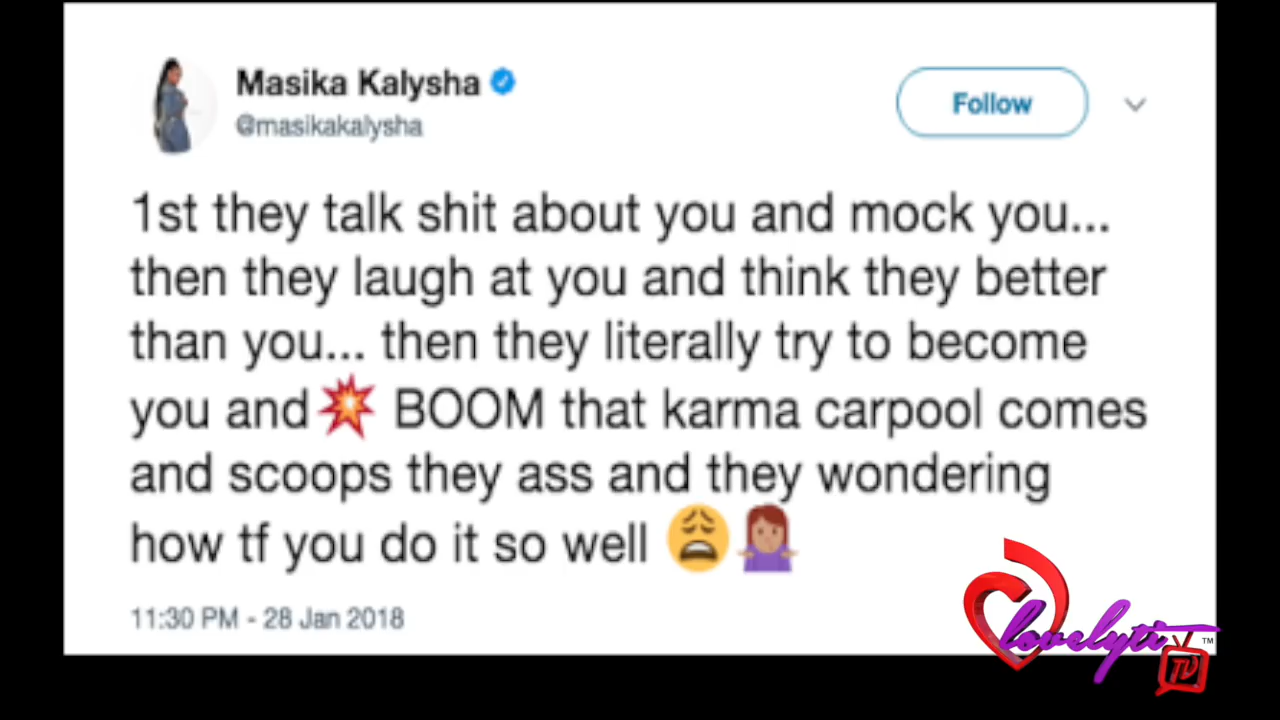 Masika Kalysha
@masikakalysha
Follow
1st they talk shit about you and mock you...
then they laugh at you and think they better
than you... then they literally try to become
you and💥 BOOM that karma carpool comes
and scoops they ass and they wondering
how tf you do it so well 😩🤷🏽‍♀️
11:30 PM - 28 Jan 2018
lovelyti
TV
TM